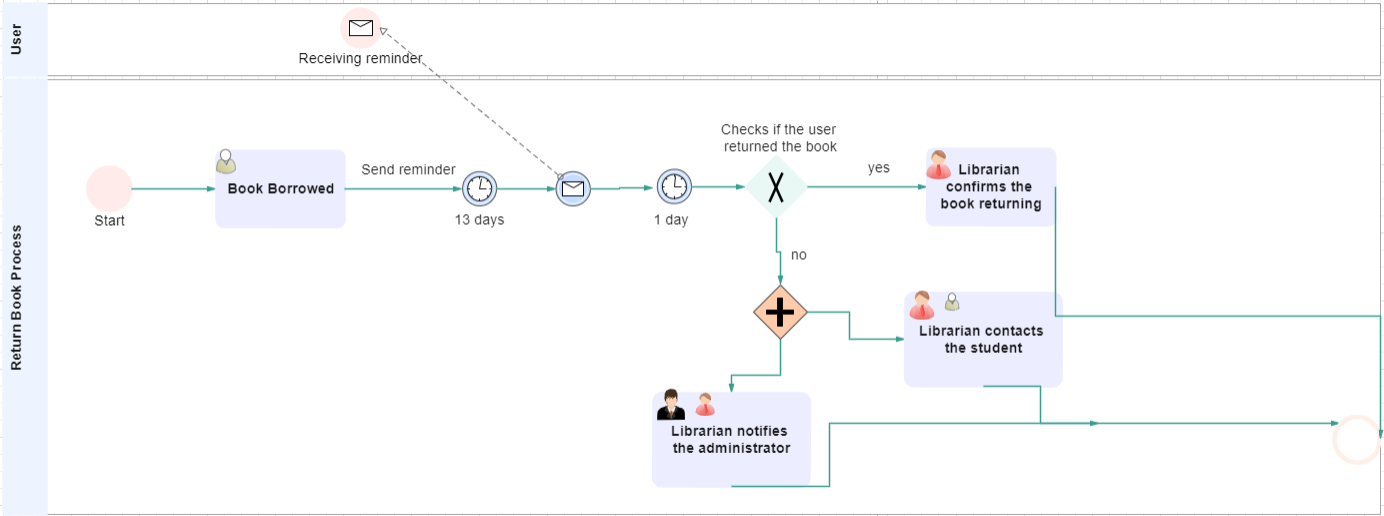 User
Receiving reminder
Return Book Process
Start
Book Borrowed
Send reminder
13 days
1 day
Checks if the user
returned the book
yes
Librarian
confirms the
book returning
no
Librarian contacts
the student
Librarian notifies
the administrator